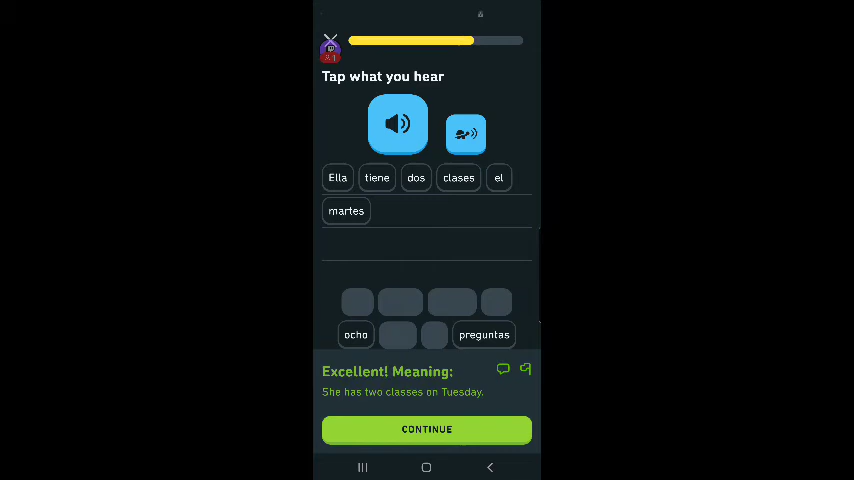 Tap what you hear
Ella tiene dos clases el
martes
ocho preguntas
Excellent! Meaning:
She has two classes on Tuesday.
CONTINUE